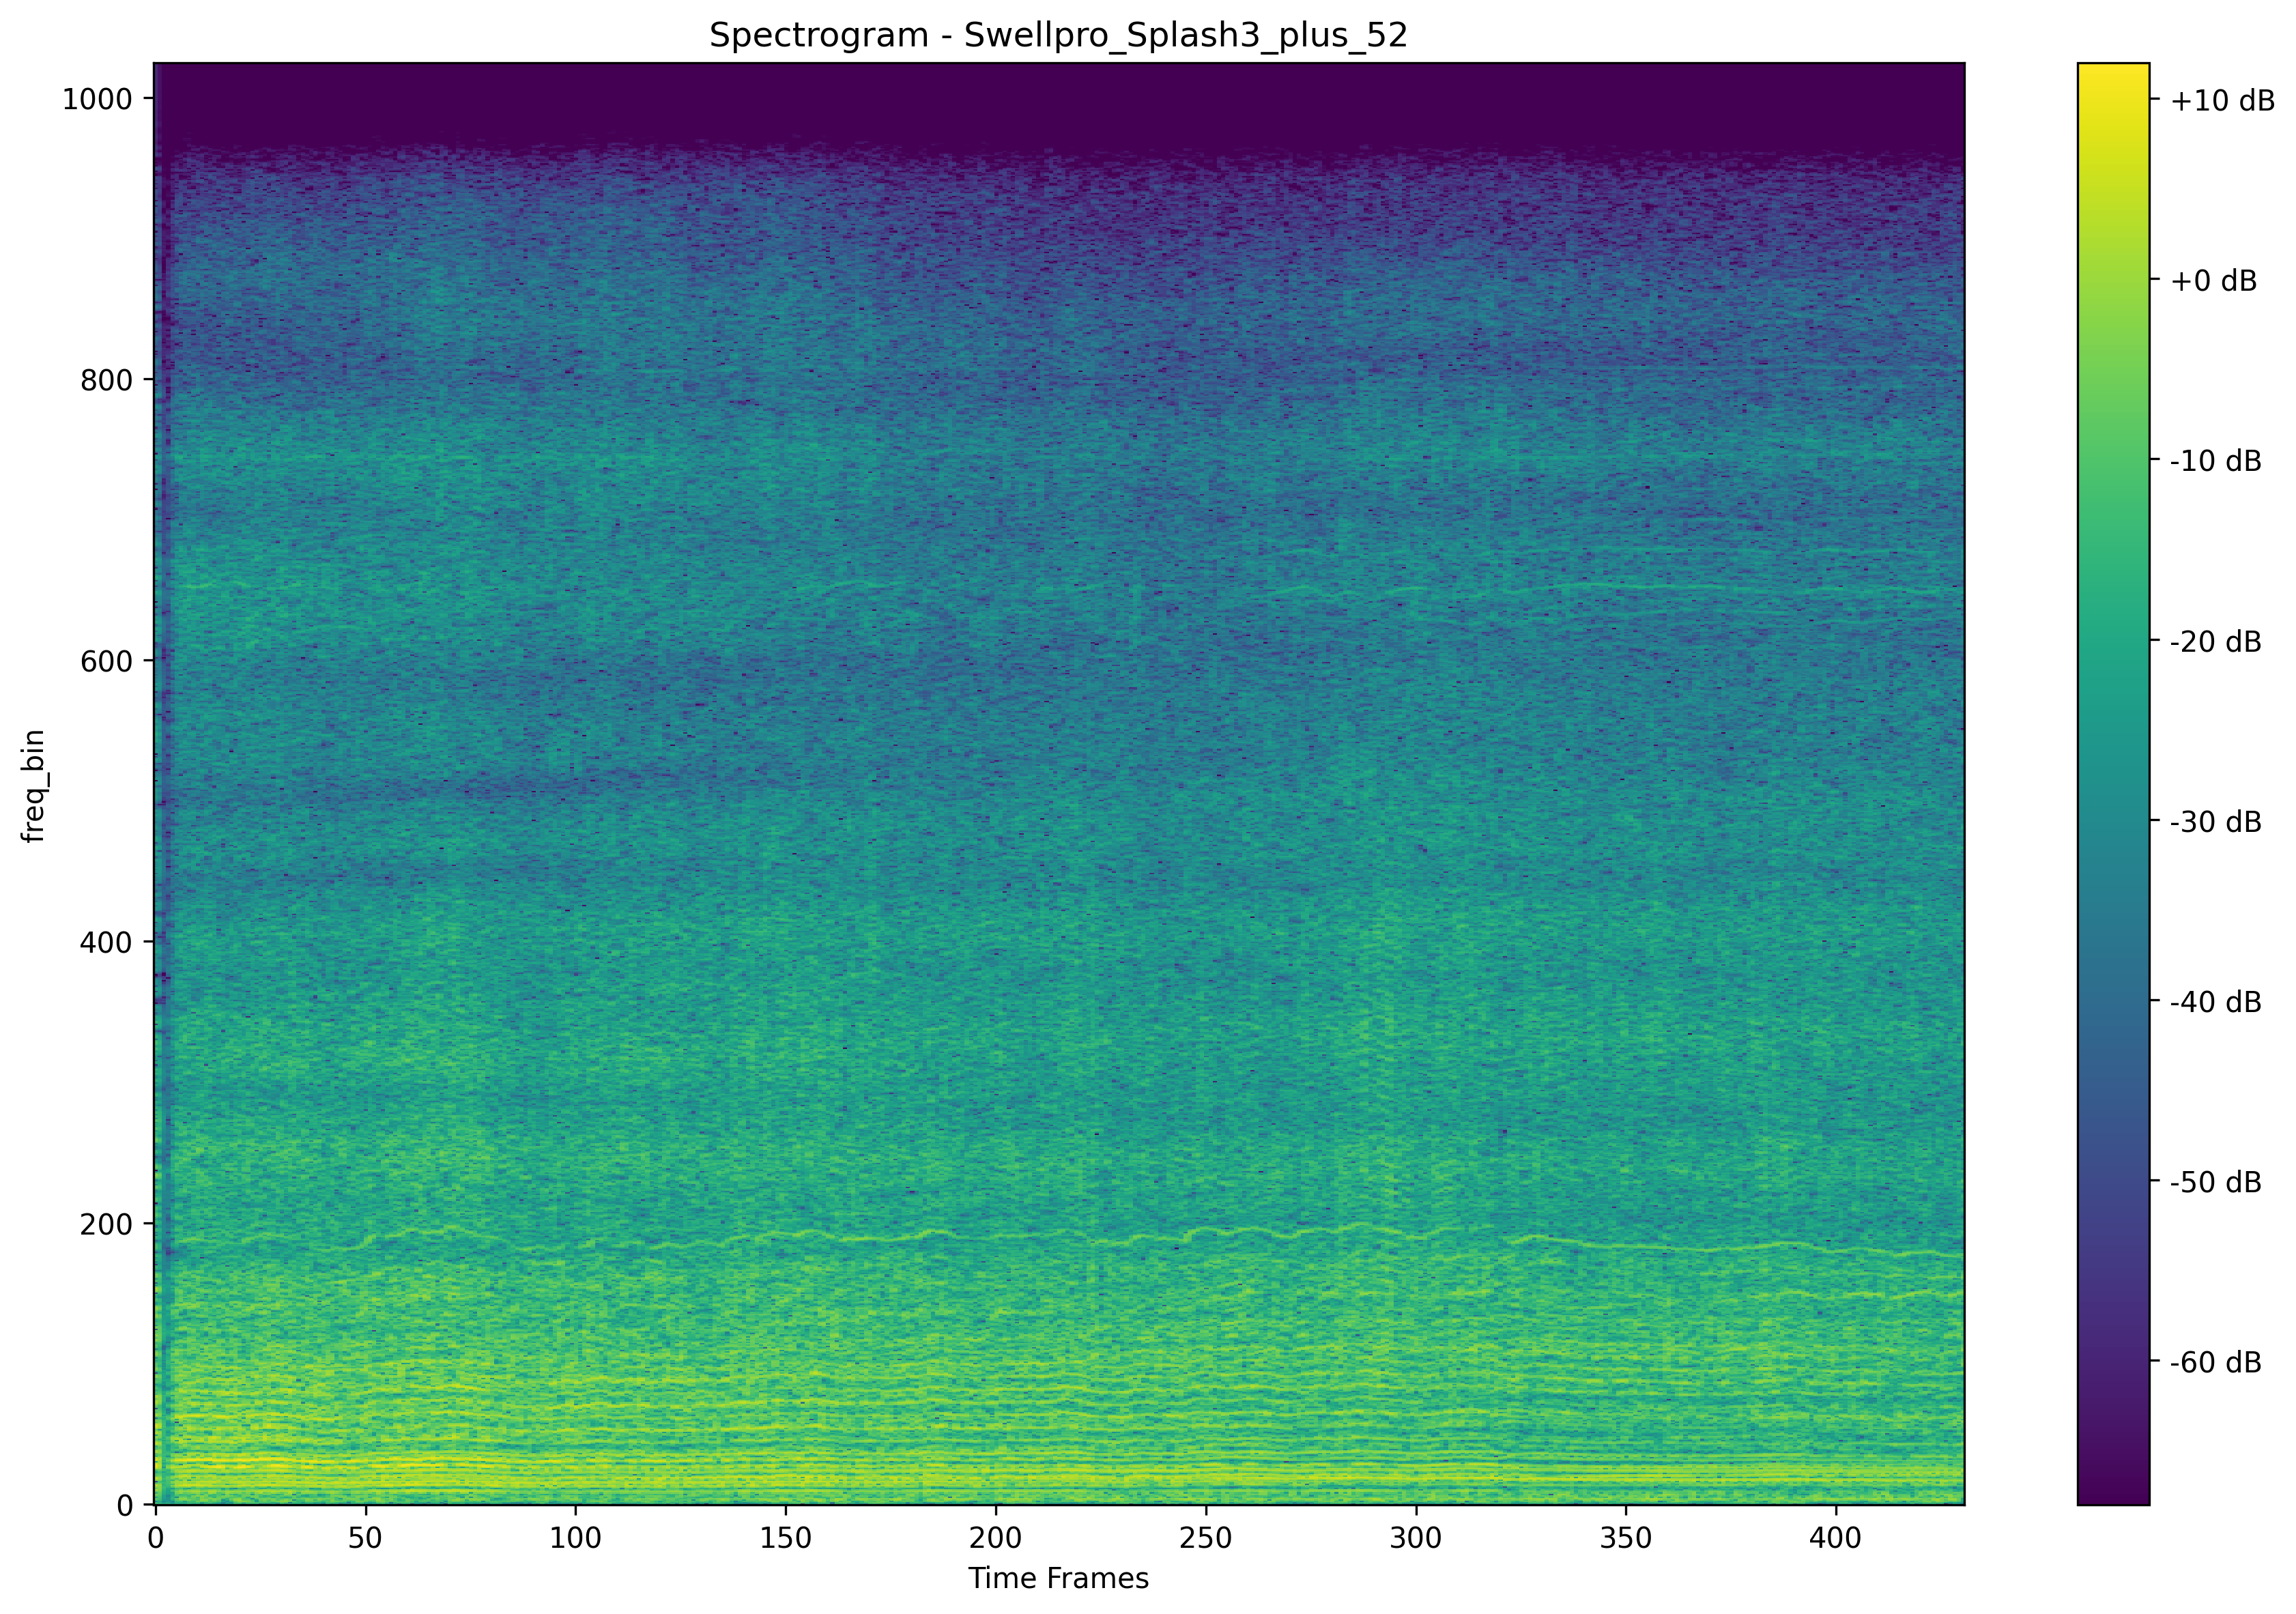 Spectrogram - Swellpro_Splash3_plus_52
1000
800
600
400
200
0
freq_bin
0 50 100 150 200 250 300 350 400
Time Frames
+10 dB
+0 dB
-10 dB
-20 dB
-30 dB
-40 dB
-50 dB
-60 dB